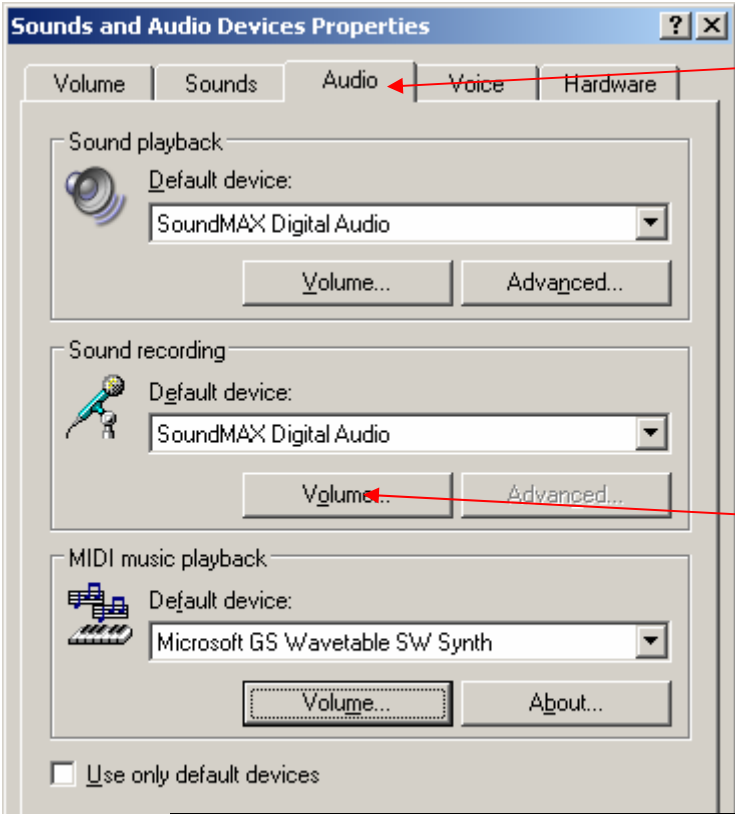 Sounds and Audio Devices Properties ? X
Volume Sounds Audio Voice Hardware
Sound playback
Default device:
SoundMAX Digital Audio
Volume... Advanced...
Sound recording
Default device:
SoundMAX Digital Audio
Volume... Advanced...
MIDI music playback
Default device:
Microsoft GS Wavetable SW Synth
Volume... About...
Use only default devices